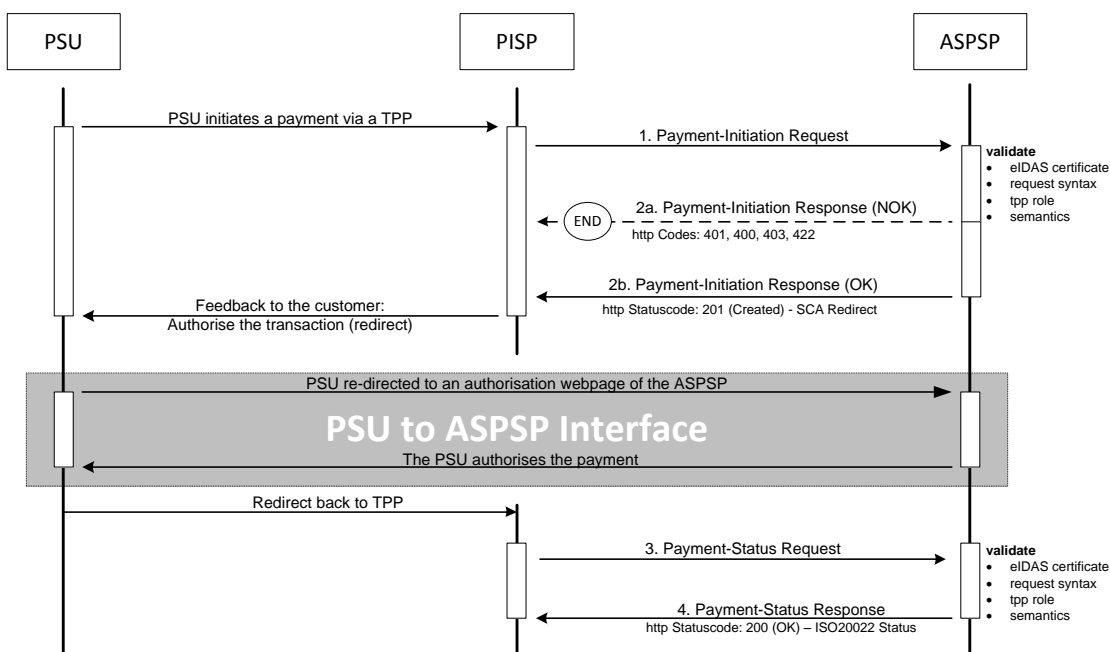 PSU
PISP
ASPSP
PSU initiates a payment via a TPP
1. Payment-Initiation Request
validate
• eIDAS certificate
• request syntax
• tpp role
• semantics
2a. Payment-Initiation Response (NOK)
END
http Codes: 401, 400, 403, 422
2b. Payment-Initiation Response (OK)
http Statuscode: 201 (Created) - SCA Redirect
Feedback to the customer:
Authorise the transaction (redirect)
PSU re-directed to an authorisation webpage of the ASPSP
PSU to ASPSP Interface
The PSU authorises the payment
Redirect back to TPP
3. Payment-Status Request
validate
• eIDAS certificate
• request syntax
• tpp role
• semantics
4. Payment-Status Response
http Statuscode: 200 (OK) – ISO20022 Status